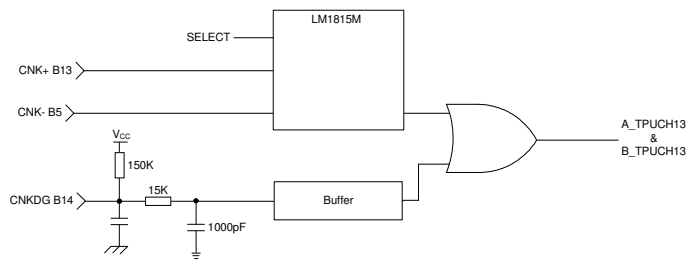 LM1815M
SELECT
CNK+ B13
CNK- B5
A_TPUCH13
&
B_TPUCH13
VCC
150K
15K
CNKDG B14
Buffer
1000pF